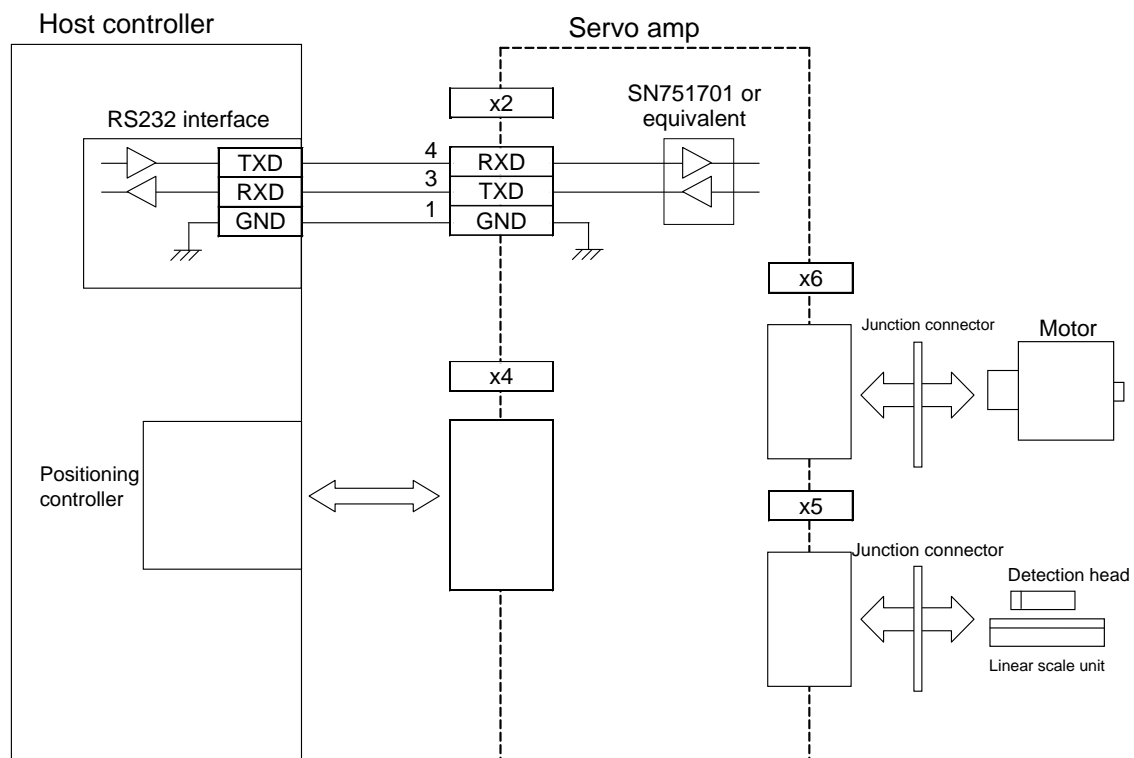 Host controller
Servo amp
x2
SN751701 or
equivalent
RS232 interface
TXD
4
RXD
RXD
3
TXD
GND
1
GND
x6
Junction connector
Motor
x4
Positioning
controller
x5
Junction connector
Detection head
Linear scale unit